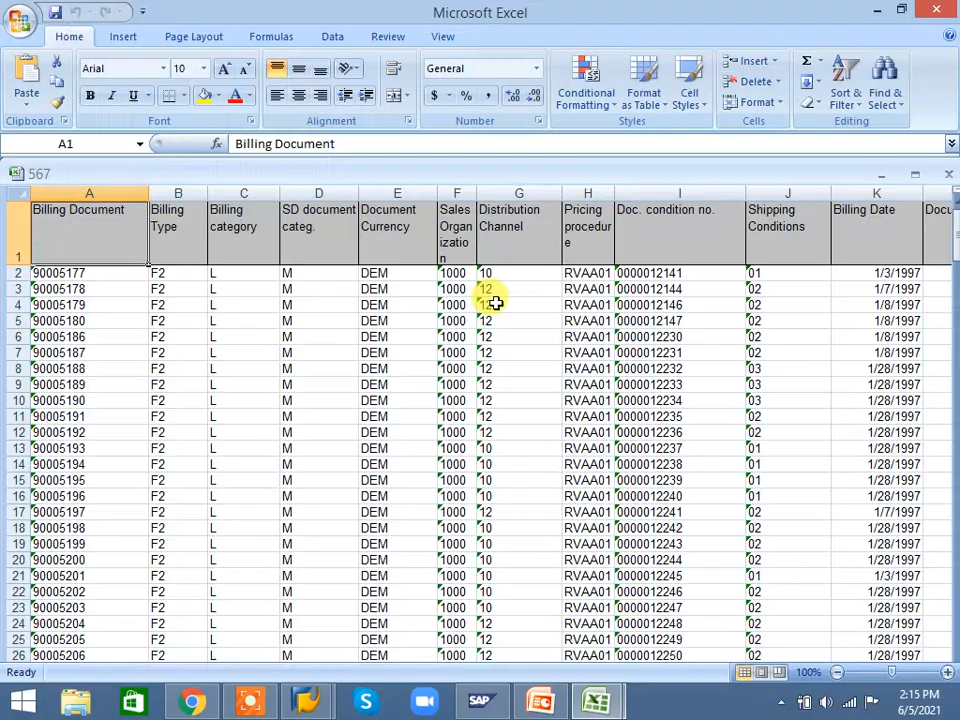 Microsoft Excel
Home Insert Page Layout Formulas Data Review View
Paste
Arial 10
B I U
General
$ % ,
Conditional Formatting
Format as Table
Cell Styles
Insert
Delete
Format
Sort & Filter
Find & Select
Clipboard Font Alignment Number Styles Cells Editing
A1 fx Billing Document
567
A B C D E F G H I J K
1 Billing Document Billing Type Billing category SD document categ. Document Currency Sales Organization Distribution Channel Pricing procedure Doc. condition no. Shipping Conditions Billing Date Docu
2 90005177 F2 L M DEM 1000 10 RVAA01 0000012141 01 1/3/1997
3 90005178 F2 L M DEM 1000 12 RVAA01 0000012144 02 1/7/1997
4 90005179 F2 L M DEM 1000 12 RVAA01 0000012146 02 1/8/1997
5 90005180 F2 L M DEM 1000 12 RVAA01 0000012147 02 1/8/1997
6 90005186 F2 L M DEM 1000 12 RVAA01 0000012230 02 1/8/1997
7 90005187 F2 L M DEM 1000 12 RVAA01 0000012231 02 1/8/1997
8 90005188 F2 L M DEM 1000 12 RVAA01 0000012232 03 1/28/1997
9 90005189 F2 L M DEM 1000 12 RVAA01 0000012233 03 1/28/1997
10 90005190 F2 L M DEM 1000 12 RVAA01 0000012234 03 1/28/1997
11 90005191 F2 L M DEM 1000 12 RVAA01 0000012235 02 1/28/1997
12 90005192 F2 L M DEM 1000 12 RVAA01 0000012236 02 1/28/1997
13 90005193 F2 L M DEM 1000 10 RVAA01 0000012237 01 1/28/1997
14 90005194 F2 L M DEM 1000 10 RVAA01 0000012238 01 1/28/1997
15 90005195 F2 L M DEM 1000 10 RVAA01 0000012239 01 1/28/1997
16 90005196 F2 L M DEM 1000 10 RVAA01 0000012240 01 1/28/1997
17 90005197 F2 L M DEM 1000 12 RVAA01 0000012241 02 1/7/1997
18 90005198 F2 L M DEM 1000 10 RVAA01 0000012242 02 1/28/1997
19 90005199 F2 L M DEM 1000 10 RVAA01 0000012243 02 1/28/1997
20 90005200 F2 L M DEM 1000 10 RVAA01 0000012244 02 1/28/1997
21 90005201 F2 L M DEM 1000 10 RVAA01 0000012245 01 1/3/1997
22 90005202 F2 L M DEM 1000 10 RVAA01 0000012246 02 1/28/1997
23 90005203 F2 L M DEM 1000 10 RVAA01 0000012247 02 1/28/1997
24 90005204 F2 L M DEM 1000 12 RVAA01 0000012248 02 1/28/1997
25 90005205 F2 L M DEM 1000 12 RVAA01 0000012249 02 1/28/1997
26 90005206 F2 L M DEM 1000 12 RVAA01 0000012250 02 1/28/1997
Ready 100%
SAP
2:15 PM
6/5/2021